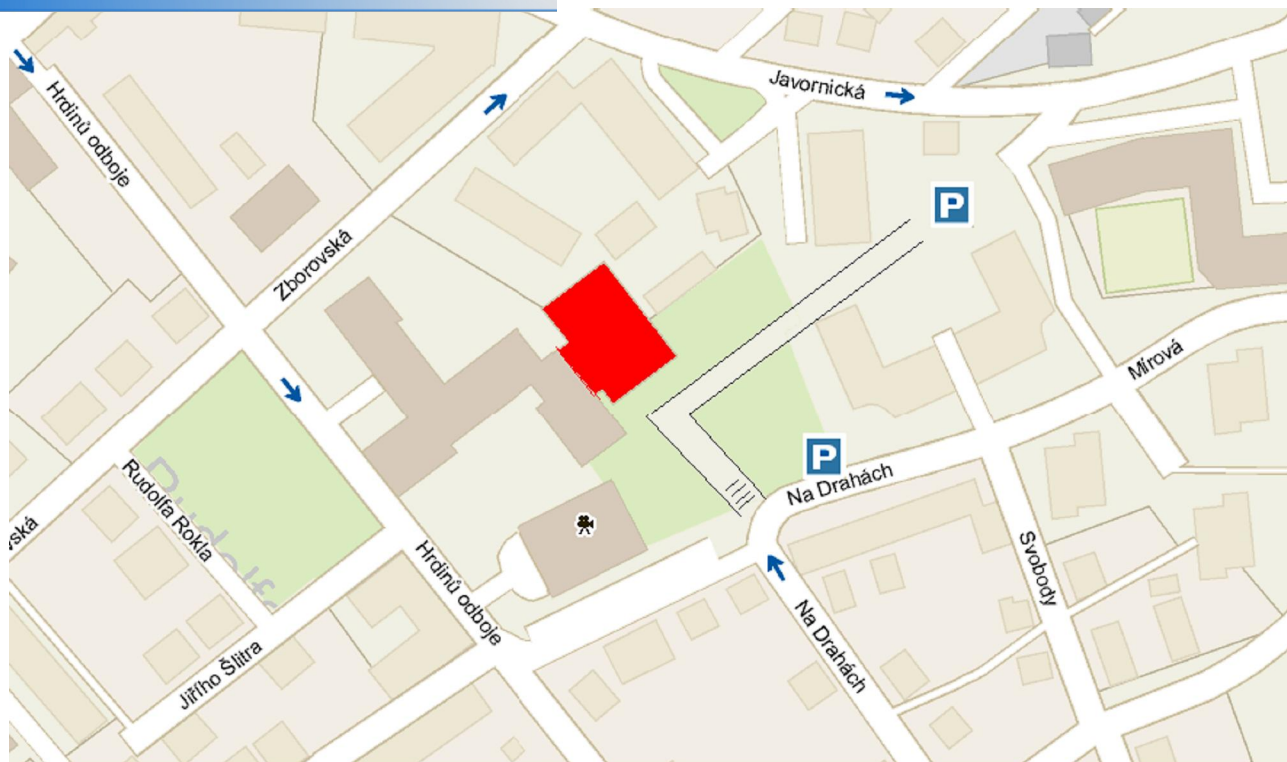 Javornická
Hrdinů odboje
P
Zborovská
Mírová
P
Na Drahách
Rudolfa Rokla
vská
Hrdinů odboje
Svobody
Na Drahách
Jiřího Šlitra